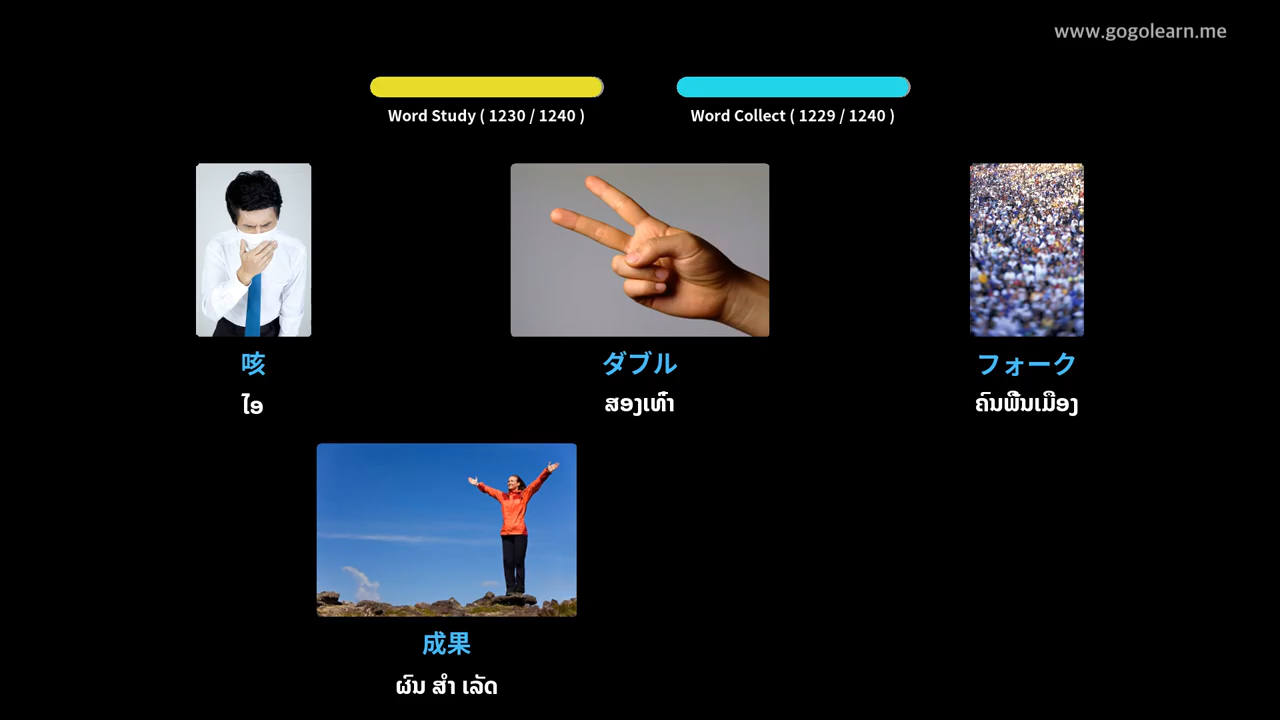 www.gogolearn.me
Word Study ( 1230 / 1240 )
Word Collect ( 1229 / 1240 )
咳
ໄອ
ダブル
ສອງເທົ່າ
フォーク
ຄົນພື້ນເມືອງ
成果
ຜົນ ສຳ ເລັດ